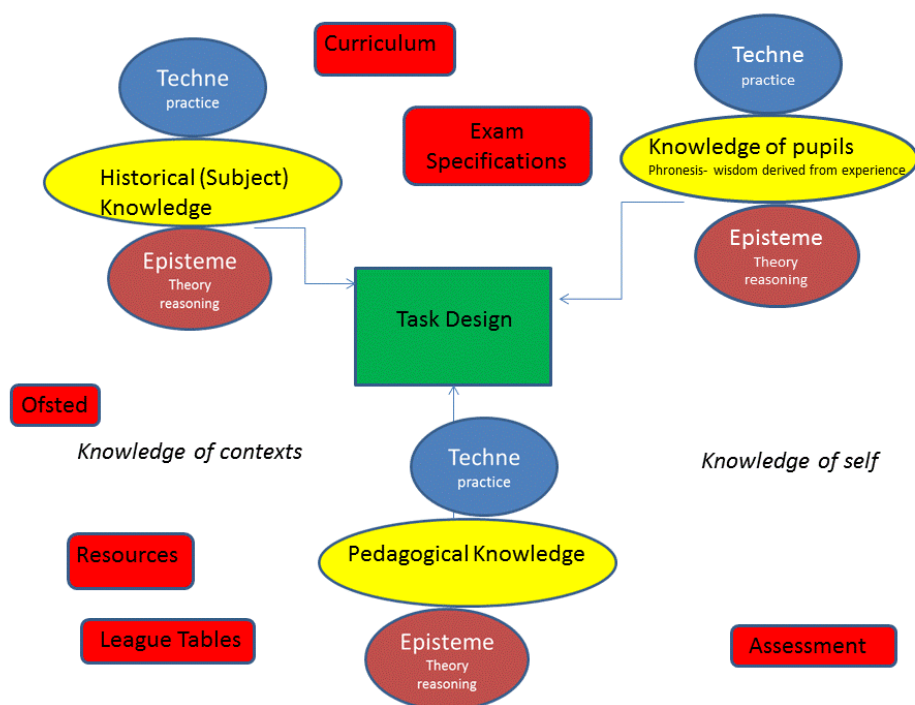 Curriculum
Techne
practice
Techne
practice
Exam
Specifications
Historical (Subject)
Knowledge
Knowledge of pupils
Phronesis- wisdom derived from experience
Episteme
Theory
reasoning
Episteme
Theory
reasoning
Task Design
Ofsted
Knowledge of contexts
Techne
practice
Knowledge of self
Resources
Pedagogical Knowledge
League Tables
Episteme
Theory
reasoning
Assessment